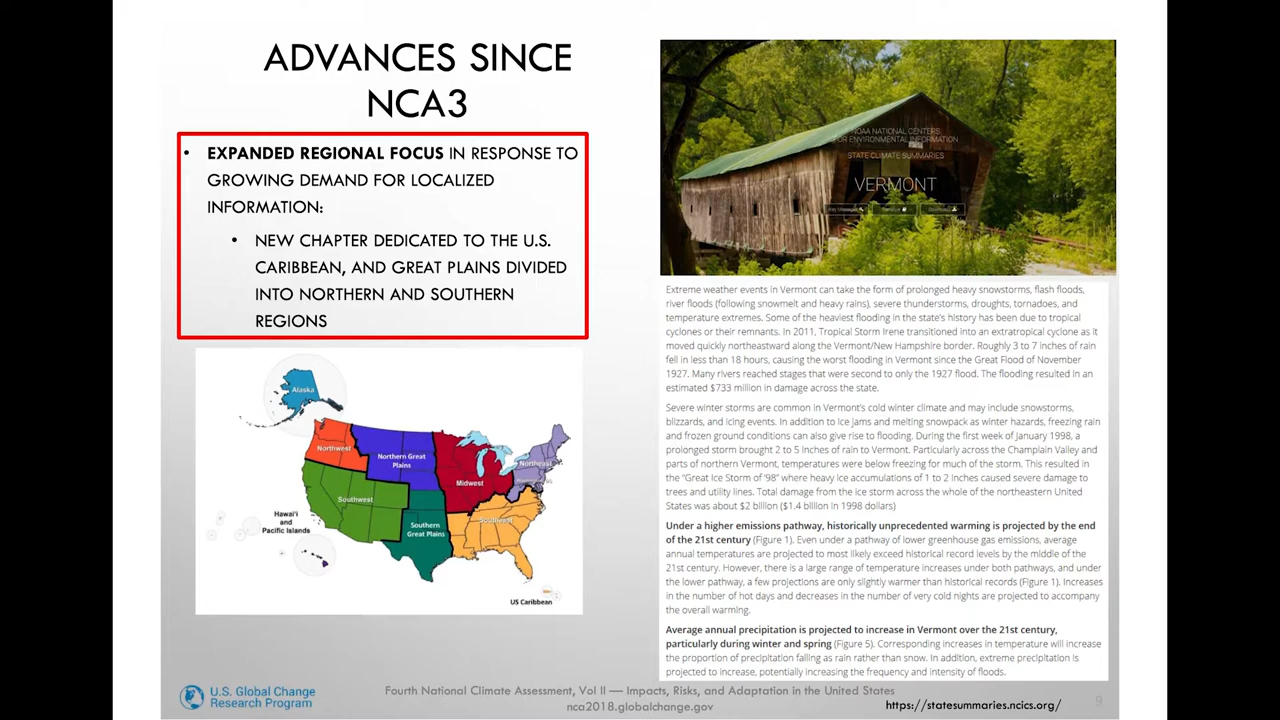 ADVANCES SINCE
NCA3
• EXPANDED REGIONAL FOCUS IN RESPONSE TO
GROWING DEMAND FOR LOCALIZED
INFORMATION:
• NEW CHAPTER DEDICATED TO THE U.S.
CARIBBEAN, AND GREAT PLAINS DIVIDED
INTO NORTHERN AND SOUTHERN
REGIONS
Alaska
Northwest
Northern Great
Plains
Midwest
Northeast
Southwest
Southern
Great Plains
Southeast
Hawai'i
and
Pacific Islands
US Caribbean
NOAA NATIONAL CENTERS
FOR ENVIRONMENTAL INFORMATION
STATE CLIMATE SUMMARIES
VERMONT
Key Messages
Extreme weather events in Vermont can take the form of prolonged heavy snowstorms, flash floods,
river floods (following snowmelt and heavy rains), severe thunderstorms, droughts, tornadoes, and
temperature extremes. Some of the heaviest flooding in the state's history has been due to tropical
cyclones or their remnants. In 2011, Tropical Storm Irene transitioned into an extratropical cyclone as it
moved quickly northeastward along the Vermont/New Hampshire border. Roughly 3 to 7 inches of rain
fell in less than 18 hours, causing the worst flooding in Vermont since the Great Flood of November
1927. Many rivers reached stages that were second to only the 1927 flood. The flooding resulted in an
estimated $733 million in damage across the state.
Severe winter storms are common in Vermont's cold winter climate and may include snowstorms,
blizzards, and icing events. In addition to ice jams and melting snowpack as winter hazards, freezing rain
and frozen ground conditions can also give rise to flooding. During the first week of January 1998, a
prolonged storm brought 2 to 5 inches of rain to Vermont. Particularly across the Champlain Valley and
parts of northern Vermont, temperatures were below freezing for much of the storm. This resulted in
the "Great Ice Storm of '98" where heavy ice accumulations of 1 to 2 inches caused severe damage to
trees and utility lines. Total damage from the ice storm across the whole of the northeastern United
States was about $2 billion ($1.4 billion in 1998 dollars)
Under a higher emissions pathway, historically unprecedented warming is projected by the end
of the 21st century (Figure 1). Even under a pathway of lower greenhouse gas emissions, average
annual temperatures are projected to most likely exceed historical record levels by the middle of the
21st century. However, there is a large range of temperature increases under both pathways, and under
the lower pathway, a few projections are only slightly warmer than historical records (Figure 1). Increases
in the number of hot days and decreases in the number of very cold nights are projected to accompany
the overall warming.
Average annual precipitation is projected to increase in Vermont over the 21st century,
particularly during winter and spring (Figure 5). Corresponding increases in temperature will increase
the proportion of precipitation falling as rain rather than snow. In addition, extreme precipitation is
projected to increase, potentially increasing the frequency and intensity of floods.
U.S. Global Change
Research Program
Fourth National Climate Assessment, Vol II — Impacts, Risks, and Adaptation in the United States
nca2018.globalchange.gov
https://statesummaries.ncics.org/
9